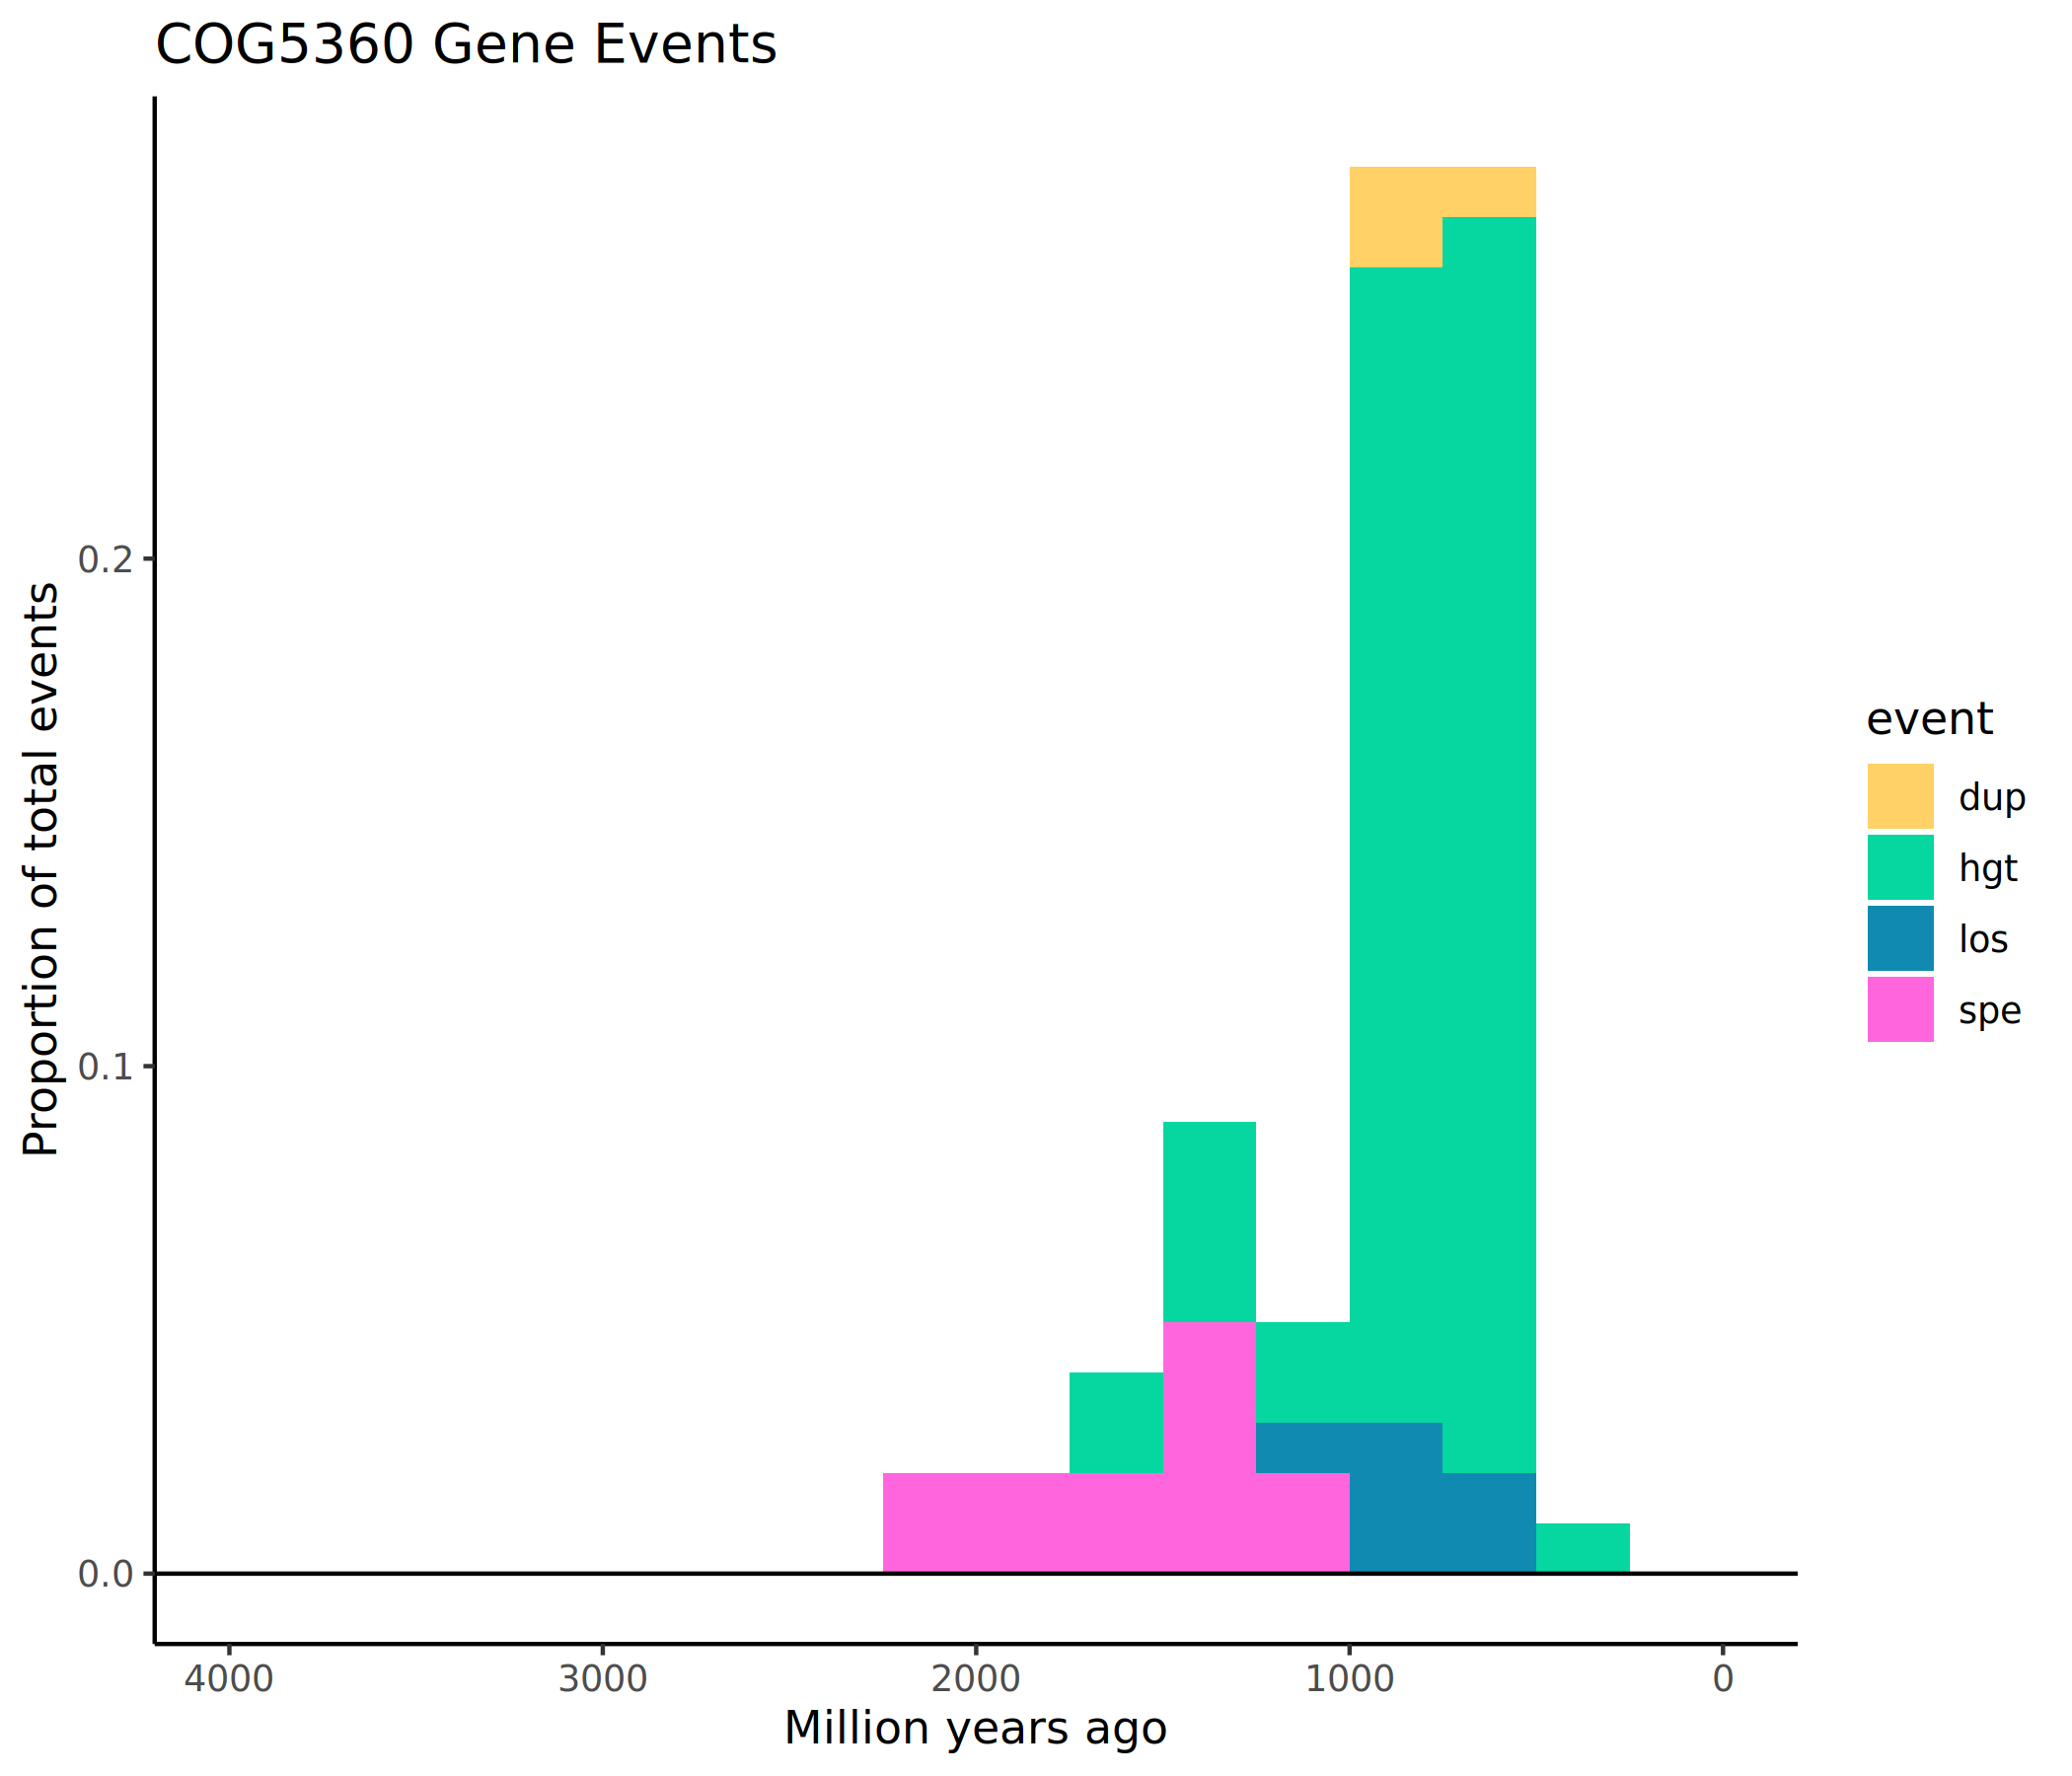 COG5360 Gene Events
Proportion of total events
0.2
0.1
0.0
4000
3000
2000
1000
0
Million years ago
event
dup
hgt
los
spe